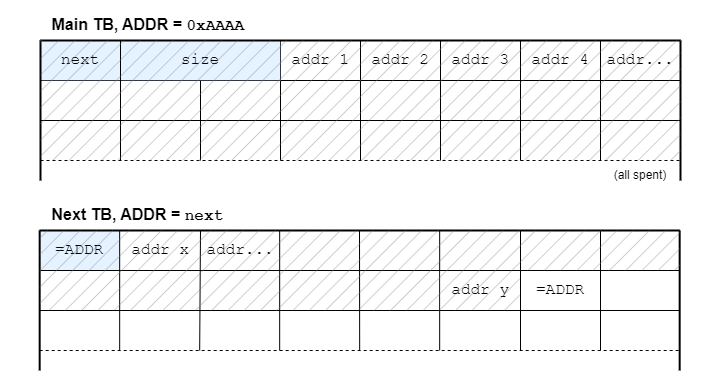 Main TB, ADDR = 0xAAAA
next size addr 1 addr 2 addr 3 addr 4 addr...
(all spent)
Next TB, ADDR = next
=ADDR addr x addr...
addr y =ADDR